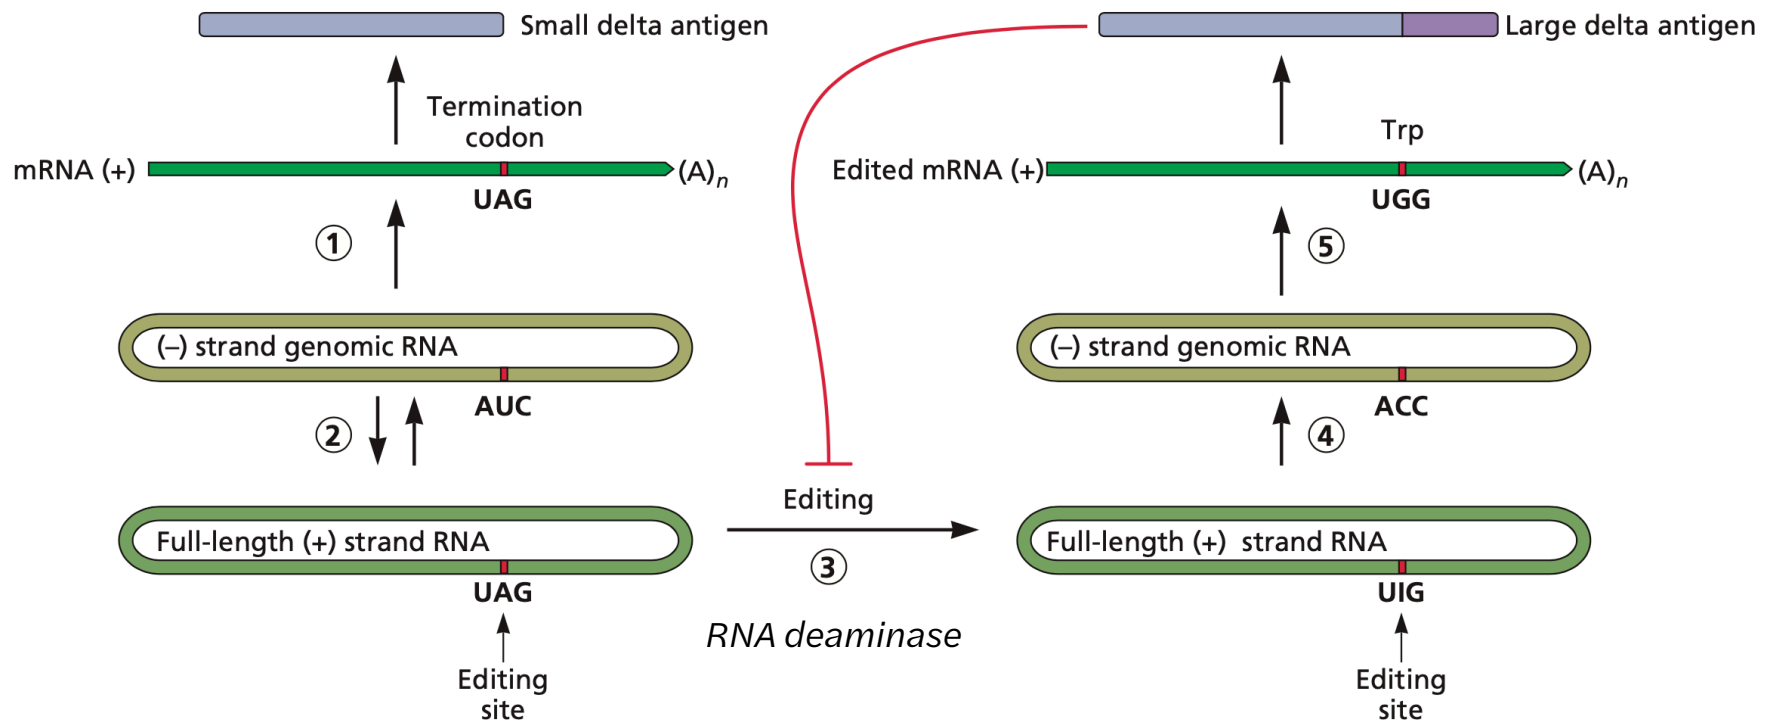 Small delta antigen
Large delta antigen
Termination
codon
Trp
mRNA (+)
(A)n
Edited mRNA (+)
(A)n
UAG
UGG
1
5
(–) strand genomic RNA
(–) strand genomic RNA
AUC
ACC
2
4
Editing
Full-length (+) strand RNA
Full-length (+) strand RNA
3
UAG
UIG
RNA deaminase
Editing
site
Editing
site